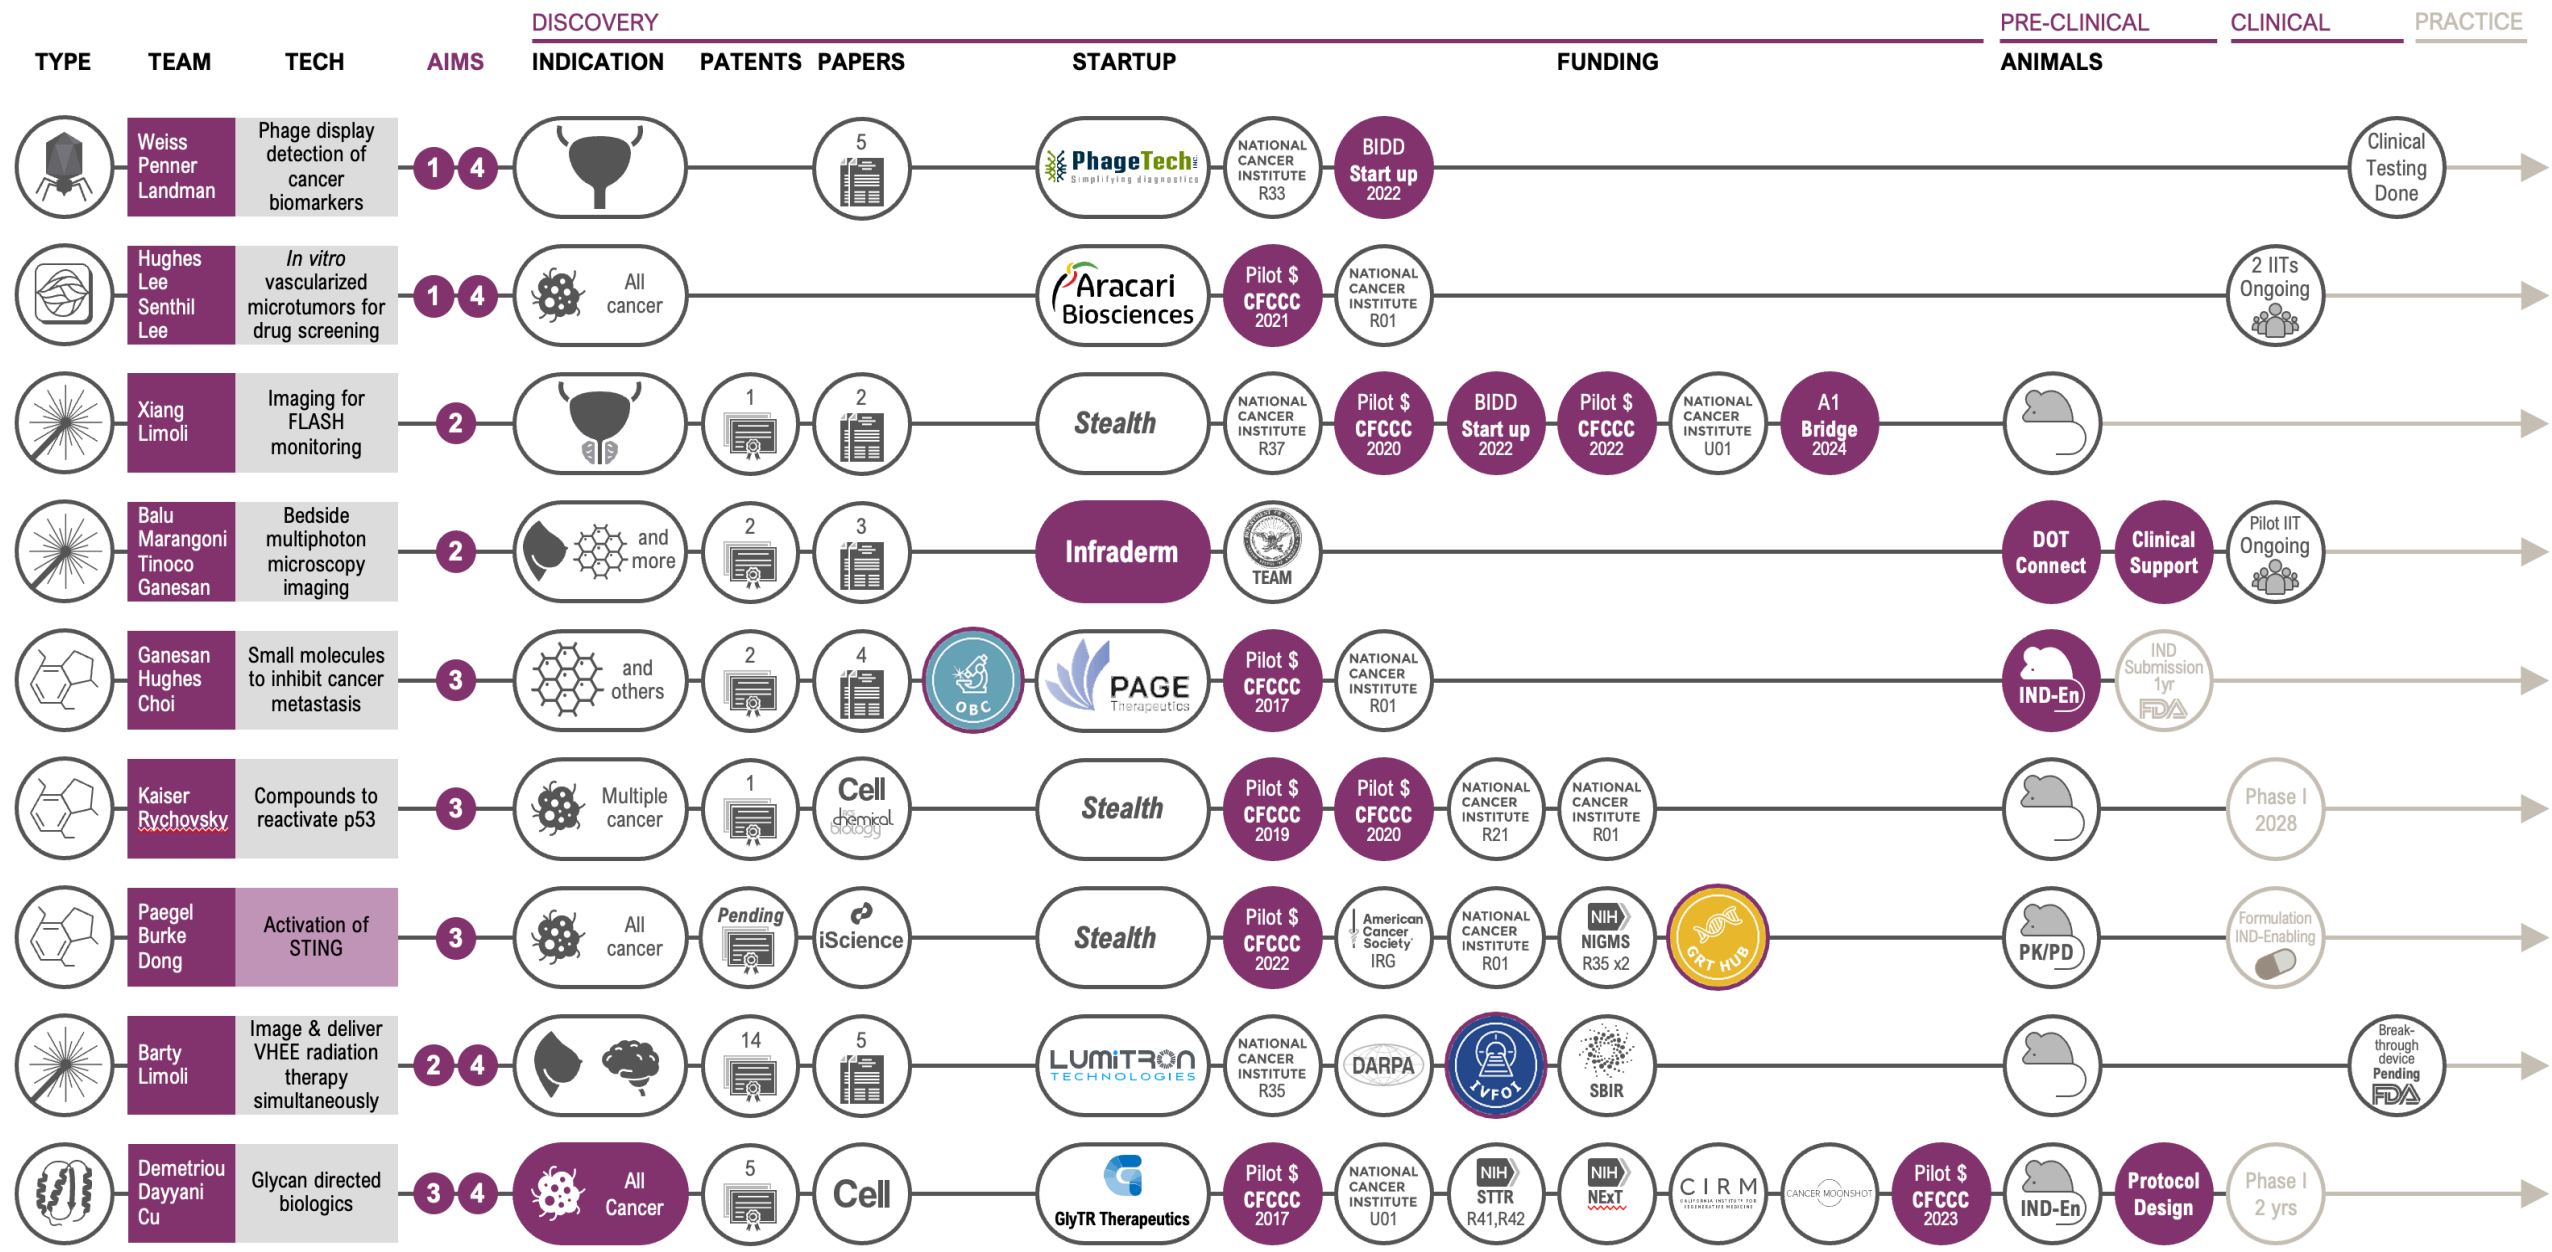 DISCOVERY
PRE-CLINICAL
CLINICAL
PRACTICE
TYPE
TEAM
TECH
AIMS
INDICATION
PATENTS
PAPERS
STARTUP
FUNDING
ANIMALS
Weiss
Penner
Landman
Phage display
detection of
cancer
biomarkers
1
4
5
PhageTech INC.
Simplifying diagnostics
NATIONAL
CANCER
INSTITUTE
R33
BIDD
Start up
2022
Clinical
Testing
Done
Hughes
Lee
Senthil
Lee
In vitro
vascularized
microtumors for
drug screening
1
4
All
cancer
Aracari
Biosciences
Pilot $
CFCCC
2021
NATIONAL
CANCER
INSTITUTE
R01
2 IITs
Ongoing
Xiang
Limoli
Imaging for
FLASH
monitoring
2
1
2
Stealth
NATIONAL
CANCER
INSTITUTE
R37
Pilot $
CFCCC
2020
BIDD
Start up
2022
Pilot $
CFCCC
2022
NATIONAL
CANCER
INSTITUTE
U01
A1
Bridge
2024
Balu
Marangoni
Tinoco
Ganesan
Bedside
multiphoton
microscopy
imaging
2
and
more
2
3
Infraderm
TEAM
DOT
Connect
Clinical
Support
Pilot IIT
Ongoing
Ganesan
Hughes
Choi
Small molecules
to inhibit cancer
metastasis
3
and
others
2
4
OBC
PAGE
Therapeutics
Pilot $
CFCCC
2017
NATIONAL
CANCER
INSTITUTE
R01
IND-En
IND
Submission
1yr
FDA
Kaiser
Rychovsky
Compounds to
reactivate p53
3
Multiple
cancer
1
Cell
chemical
biology
Stealth
Pilot $
CFCCC
2019
Pilot $
CFCCC
2020
NATIONAL
CANCER
INSTITUTE
R21
NATIONAL
CANCER
INSTITUTE
R01
Phase I
2028
Paegel
Burke
Dong
Activation of
STING
3
All
cancer
Pending
iScience
Stealth
Pilot $
CFCCC
2022
American
Cancer
Society
IRG
NATIONAL
CANCER
INSTITUTE
R01
NIH
NIGMS
R35 x2
GRT HUB
PK/PD
Formulation
IND-Enabling
Barty
Limoli
Image & deliver
VHEE radiation
therapy
simultaneously
2
4
14
5
LUMITRON
TECHNOLOGIES
NATIONAL
CANCER
INSTITUTE
R35
DARPA
IVFOI
SBIR
Break-
through
device
Pending
FDA
Demetriou
Dayyani
Cu
Glycan directed
biologics
3
4
All
Cancer
5
Cell
GlyTR Therapeutics
Pilot $
CFCCC
2017
NATIONAL
CANCER
INSTITUTE
U01
NIH
STTR
R41,R42
NIH
NExT
CIRM
CALIFORNIA INSTITUTE FOR
REGENERATIVE MEDICINE
CANCER MOONSHOT
Pilot $
CFCCC
2023
IND-En
Protocol
Design
Phase I
2 yrs